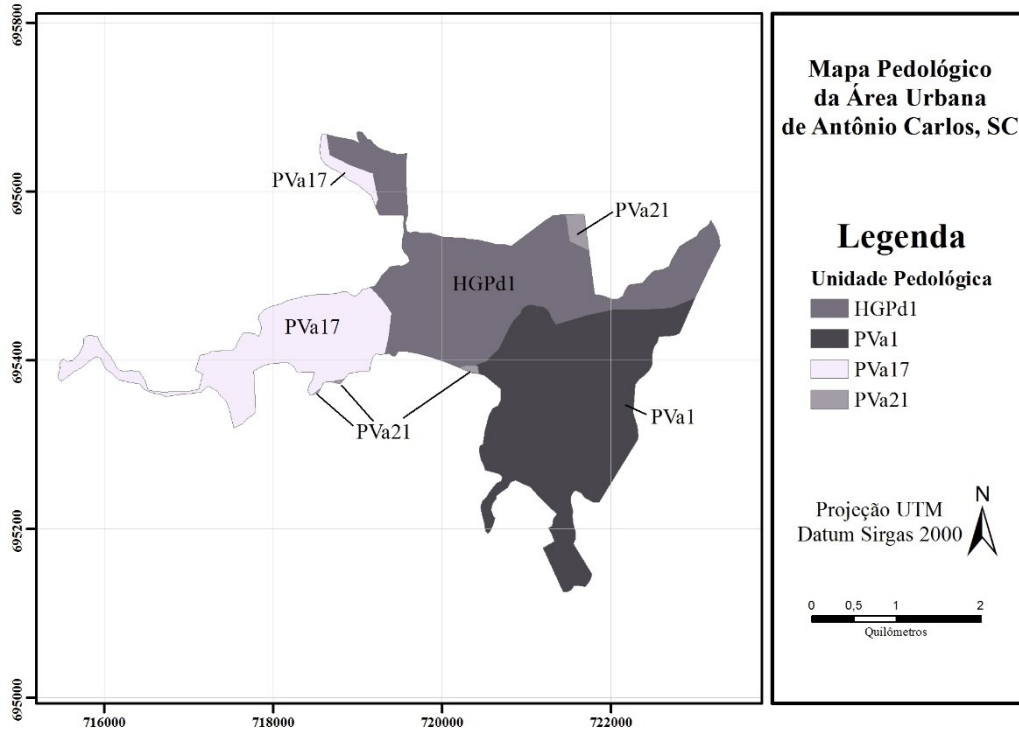 695800
695600
695400
695200
695000
716000
718000
720000
722000
PVa17
PVa21
HGPd1
PVa17
PVa21
PVa1
Mapa Pedológico
da Área Urbana
de Antônio Carlos, SC
Legenda
Unidade Pedológica
HGPd1
PVa1
PVa17
PVa21
Projeção UTM
Datum Sirgas 2000
N
0 0,5 1 2
Quilômetros